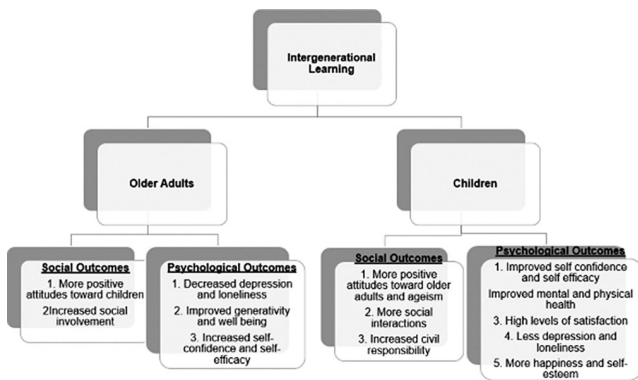 Intergenerational
Learning
Older Adults
Children
Social Outcomes
1. More positive
attitudes toward children
2Increased social
involvement
Psychological Outcomes
1. Decreased depression
and loneliness
2. Improved generativity
and well being
3. Increased self-
confidence and self-
efficacy
Social Outcomes
1. More positive
attitudes toward older
adults and ageism
2. More social
interactions
3. Increased civil
responsibility
Psychological Outcomes
1. Improved self confidence
and self efficacy
Improved mental and physical
health
3. High levels of satisfaction
4. Less depression and
loneliness
5. More happiness and self-
esteem